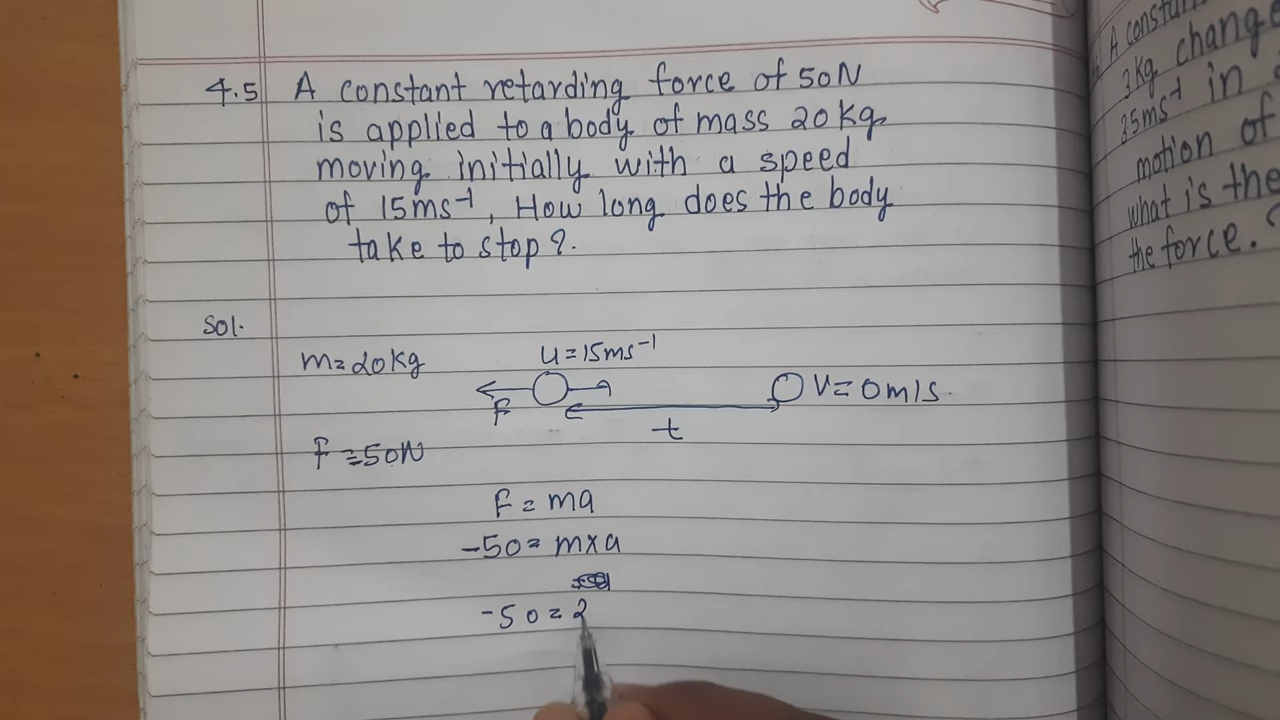 4.5 A constant retarding force of 50N
is applied to a body of mass 20kg
moving initially with a speed
of 15ms⁻¹, How long does the body
take to stop?.
Sol.
m=20kg
u=15ms⁻¹
F
t
V=0m/s.
F=50N
F=ma
-50=m×a
-50=2
3kg change
35ms⁻¹ in
motion of
what is the
the force.